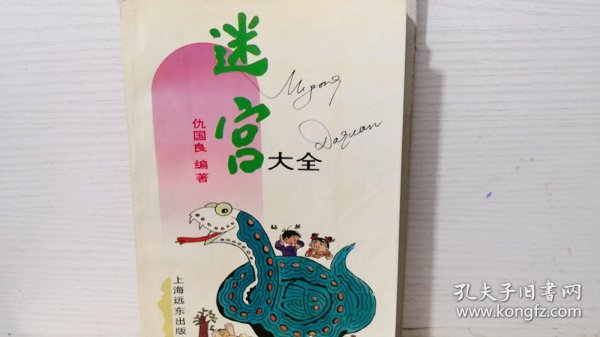 迷宫大全
Migong
Daquan
仇国良 编著
上海远东出版
孔夫子旧书网
www.kongfz.com